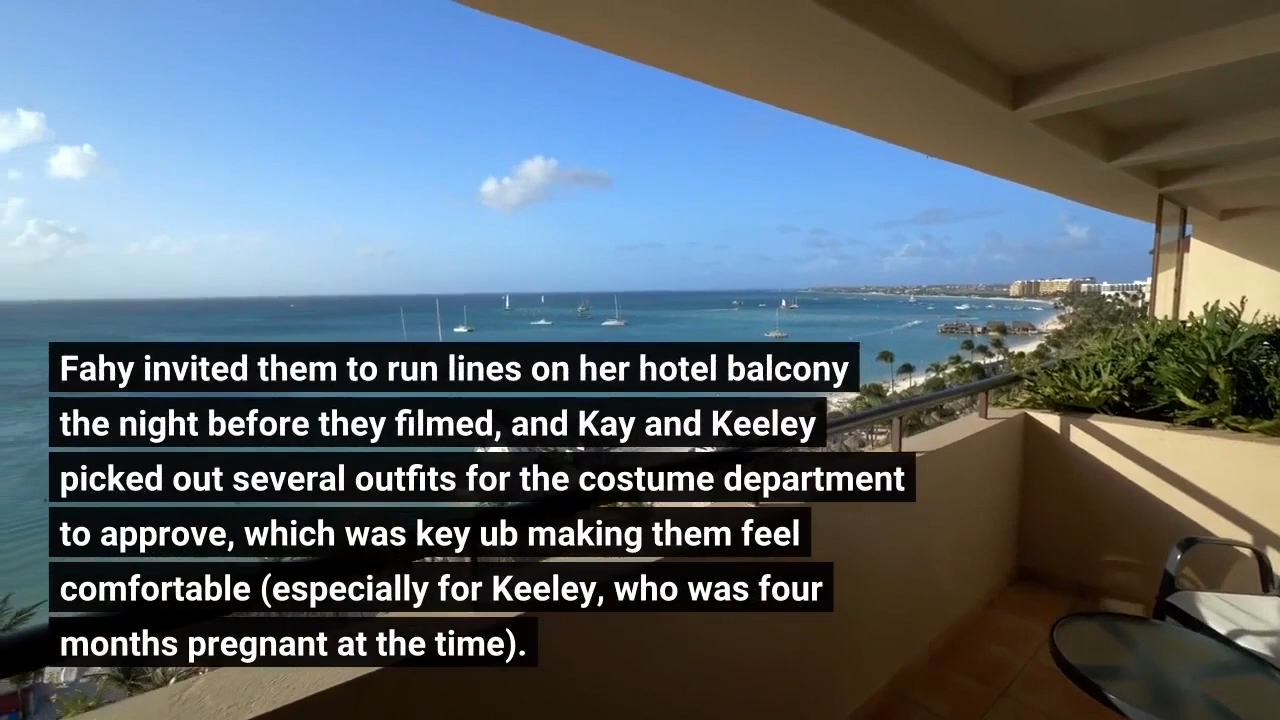 Fahy invited them to run lines on her hotel balcony
the night before they filmed, and Kay and Keeley
picked out several outfits for the costume department
to approve, which was key ub making them feel
comfortable (especially for Keeley, who was four
months pregnant at the time).